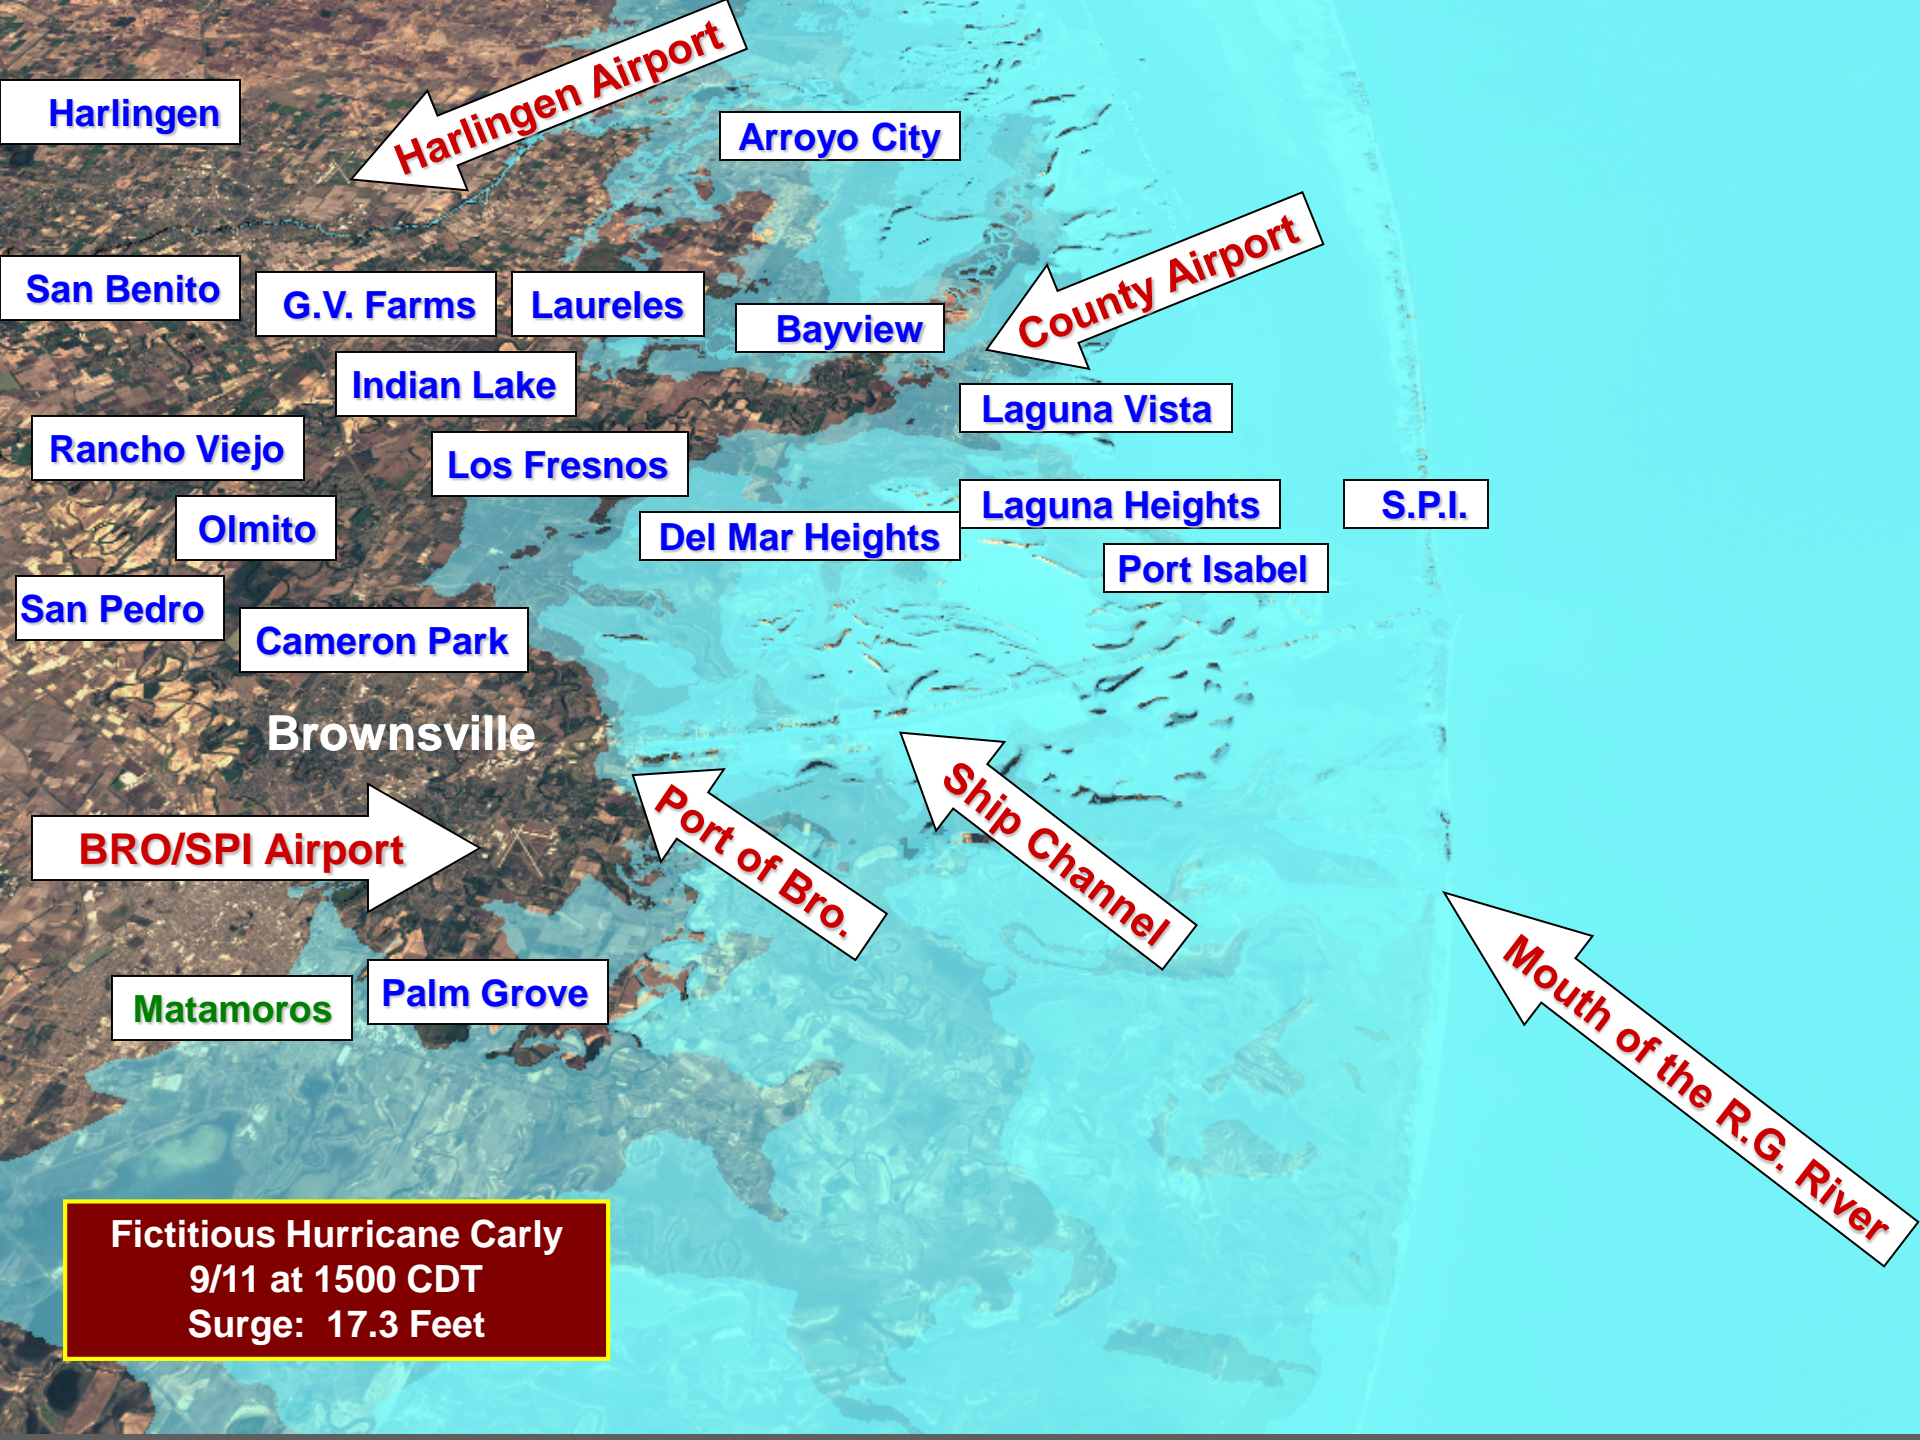 Harlingen Airport
Harlingen
Arroyo City
County Airport
San Benito
G.V. Farms
Laureles
Bayview
Indian Lake
Laguna Vista
Rancho Viejo
Los Fresnos
Laguna Heights
S.P.I.
Olmito
Del Mar Heights
Port Isabel
San Pedro
Cameron Park
Brownsville
BRO/SPI Airport
Port of Bro.
Ship Channel
Mouth of the R.G. River
Matamoros
Palm Grove
Fictitious Hurricane Carly
9/11 at 1500 CDT
Surge: 17.3 Feet